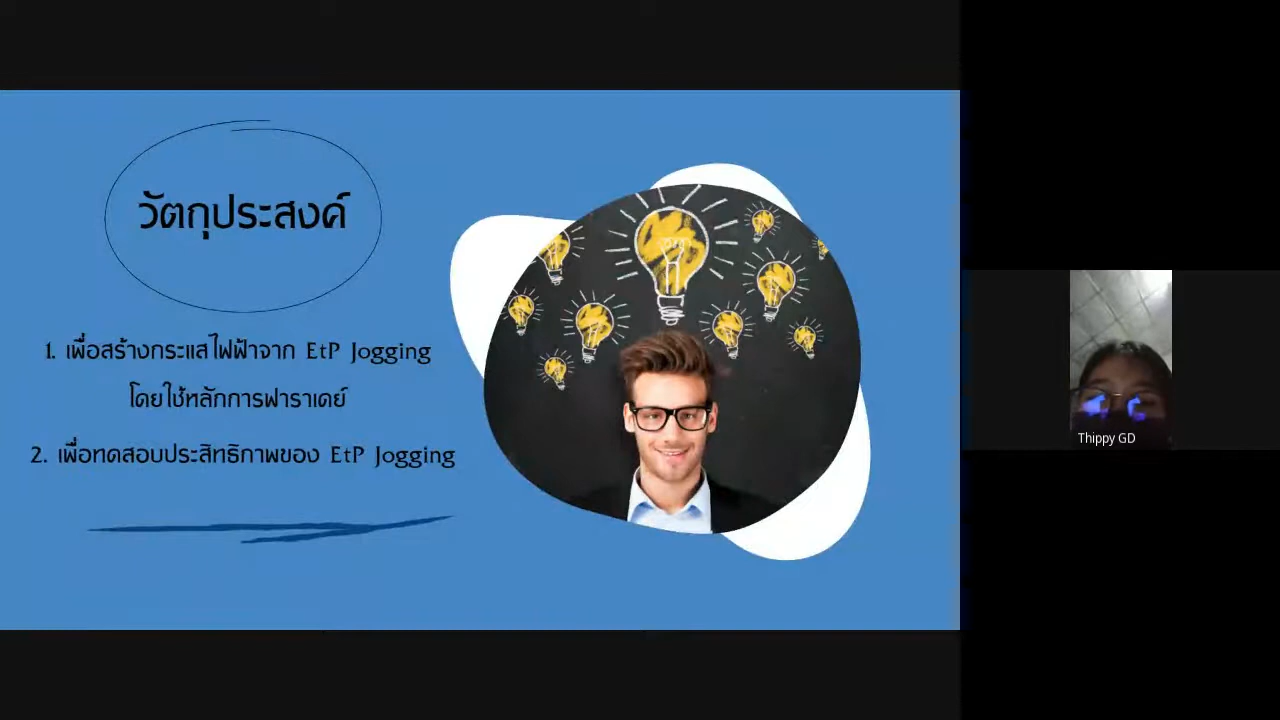 วัตถุประสงค์
1. เพื่อสร้างกระแสไฟฟ้าจาก EtP Jogging
โดยใช้หลักการฟาราเดย์
2. เพื่อทดสอบประสิทธิภาพของ EtP Jogging
Thippy GD